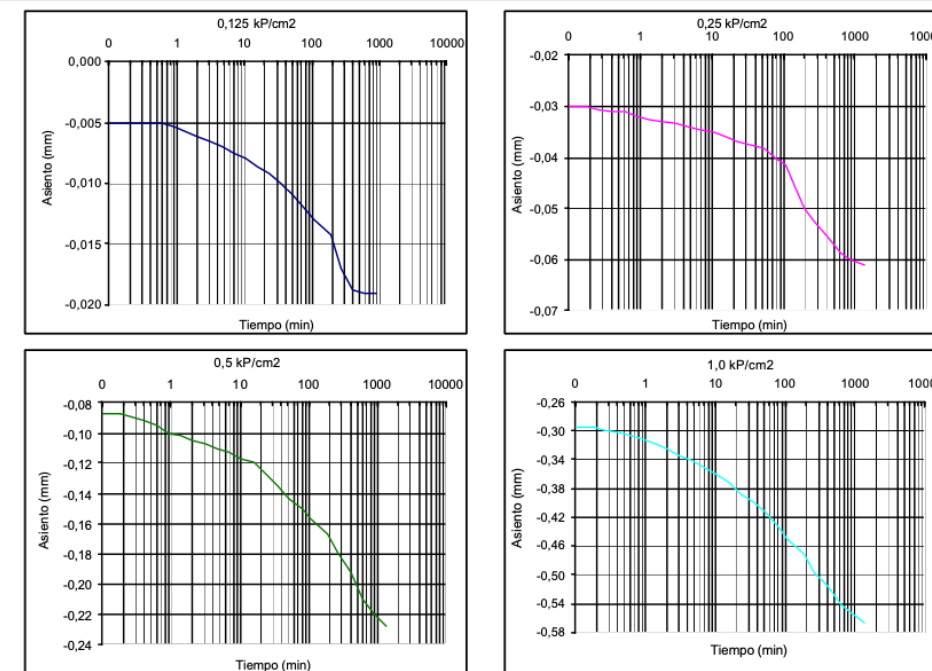 0,125 kP/cm2
0 1 10 100 1000 10000
0,000
-0,005
-0,010
-0,015
-0,020
Asiento (mm)
Tiempo (min)
0,25 kP/cm2
0 1 10 100 1000
-0,02
-0,03
-0,04
-0,05
-0,06
-0,07
Asiento (mm)
Tiempo (min)
0,5 kP/cm2
0 1 10 100 1000 10000
-0,08
-0,10
-0,12
-0,14
-0,16
-0,18
-0,20
-0,22
-0,24
Asiento (mm)
Tiempo (min)
1,0 kP/cm2
0 1 10 100 1000
-0,26
-0,30
-0,34
-0,38
-0,42
-0,46
-0,50
-0,54
-0,58
Asiento (mm)
Tiempo (min)